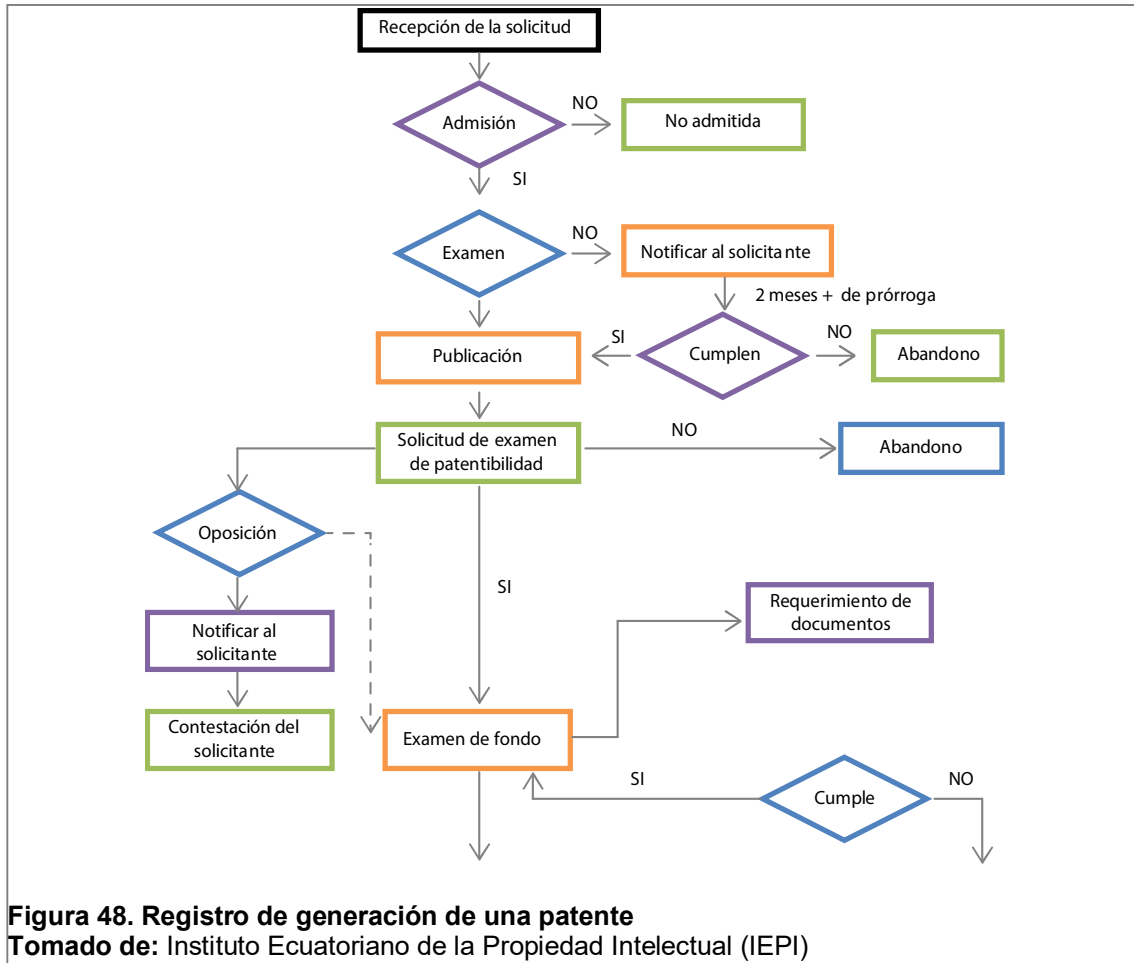 Recepción de la solicitud
Admisión
NO
No admitida
SI
Examen
NO
Notificar al solicitante
2 meses + de prórroga
Publicación
SI
Cumplen
NO
Abandono
Solicitud de examen
de patentibilidad
NO
Abandono
Oposición
SI
Notificar al
solicitante
Requerimiento de
documentos
Contestación del
solicitante
Examen de fondo
SI
Cumple
NO
Figura 48. Registro de generación de una patente
Tomado de: Instituto Ecuatoriano de la Propiedad Intelectual (IEPI)